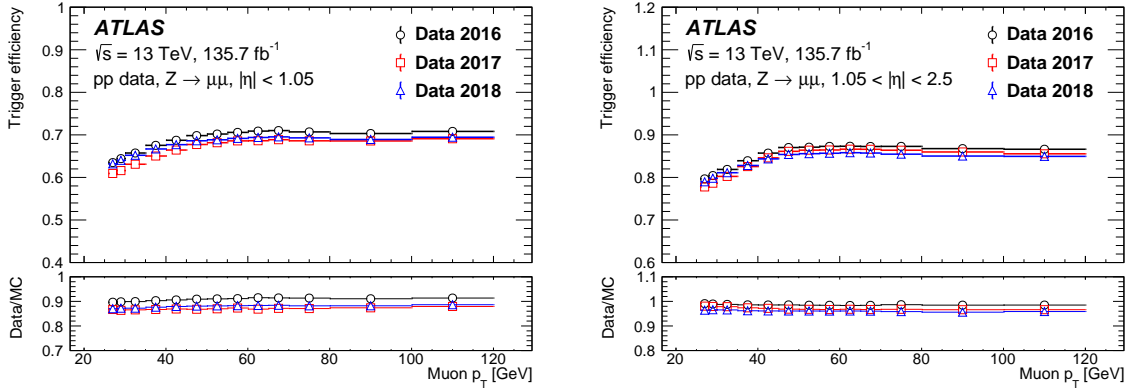 Trigger efficiency
1.1
1
0.9
0.8
0.7
0.6
0.5
0.4
ATLAS
√s = 13 TeV, 135.7 fb⁻¹
pp data, Z → μμ, |η| < 1.05
Data 2016
Data 2017
Data 2018
Data/MC
1
0.9
0.8
0.7
20 40 60 80 100 120
Muon p_T [GeV]
Trigger efficiency
1.2
1.1
1
0.9
0.8
0.7
0.6
ATLAS
√s = 13 TeV, 135.7 fb⁻¹
pp data, Z → μμ, 1.05 < |η| < 2.5
Data 2016
Data 2017
Data 2018
Data/MC
1.1
1
0.9
0.8
20 40 60 80 100 120
Muon p_T [GeV]